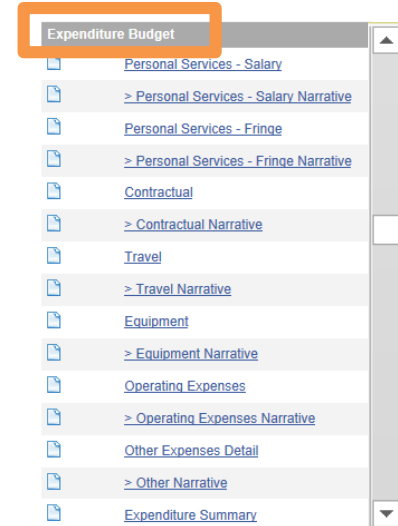 Expenditure Budget
Personal Services - Salary
> Personal Services - Salary Narrative
Personal Services - Fringe
> Personal Services - Fringe Narrative
Contractual
> Contractual Narrative
Travel
> Travel Narrative
Equipment
> Equipment Narrative
Operating Expenses
> Operating Expenses Narrative
Other Expenses Detail
> Other Narrative
Expenditure Summary